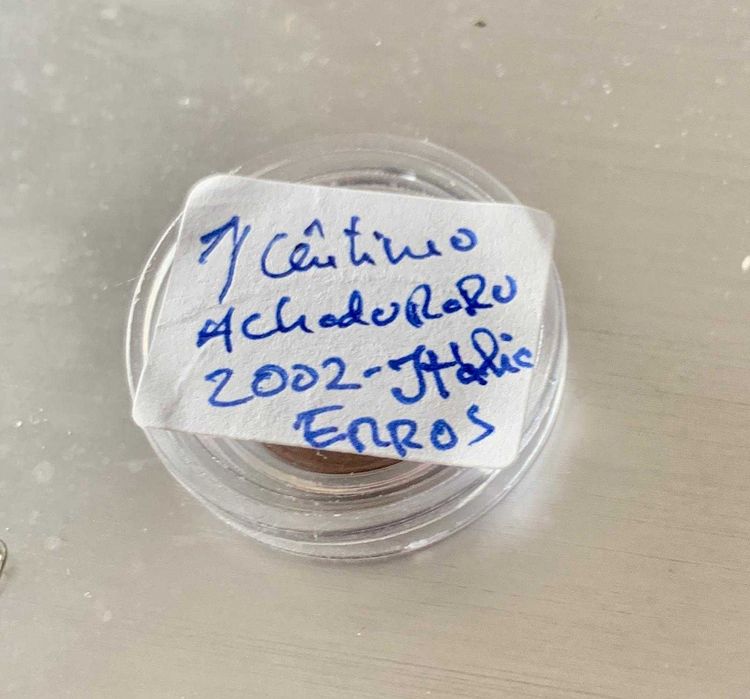 1 Cêntimo
Achado RaRo
2002-Itália
ERROS